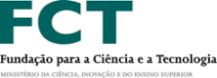 FCT
Fundação para a Ciência e a Tecnologia
MINISTÉRIO DA CIÊNCIA, INOVAÇÃO E DO ENSINO SUPERIOR